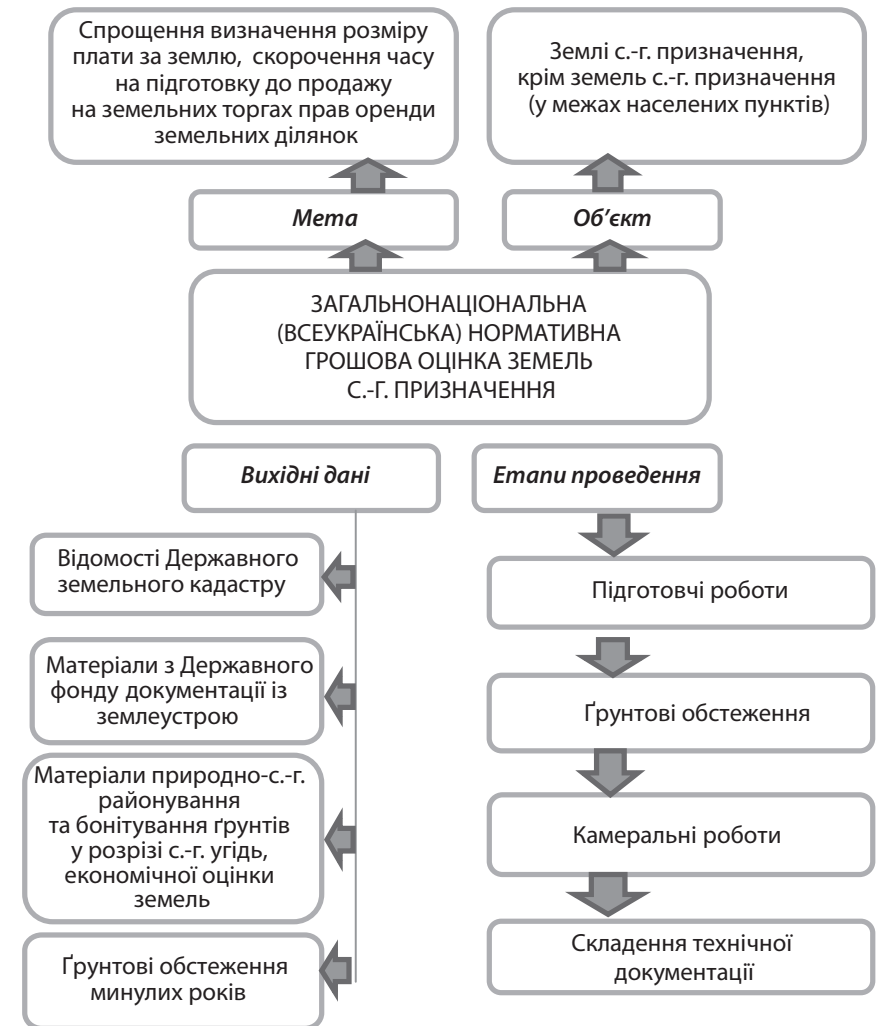 Спрощення визначення розміру
плати за землю, скорочення часу
на підготовку до продажу
на земельних торгах прав оренди
земельних ділянок
Землі с.-г. призначення,
крім земель с.-г. призначення
(у межах населених пунктів)
Мета
Об’єкт
ЗАГАЛЬНОНАЦІОНАЛЬНА
(ВСЕУКРАЇНСЬКА) НОРМАТИВНА
ГРОШОВА ОЦІНКА ЗЕМЕЛЬ
С.-Г. ПРИЗНАЧЕННЯ
Вихідні дані
Відомості Державного
земельного кадастру
Матеріали з Державного
фонду документації із
землеустрою
Матеріали природно-с.-г.
районування
та бонітування ґрунтів
у розрізі с.-г. угідь,
економічної оцінки
земель
Ґрунтові обстеження
минулих років
Етапи проведення
Підготовчі роботи
Ґрунтові обстеження
Камеральні роботи
Складення технічної
документації